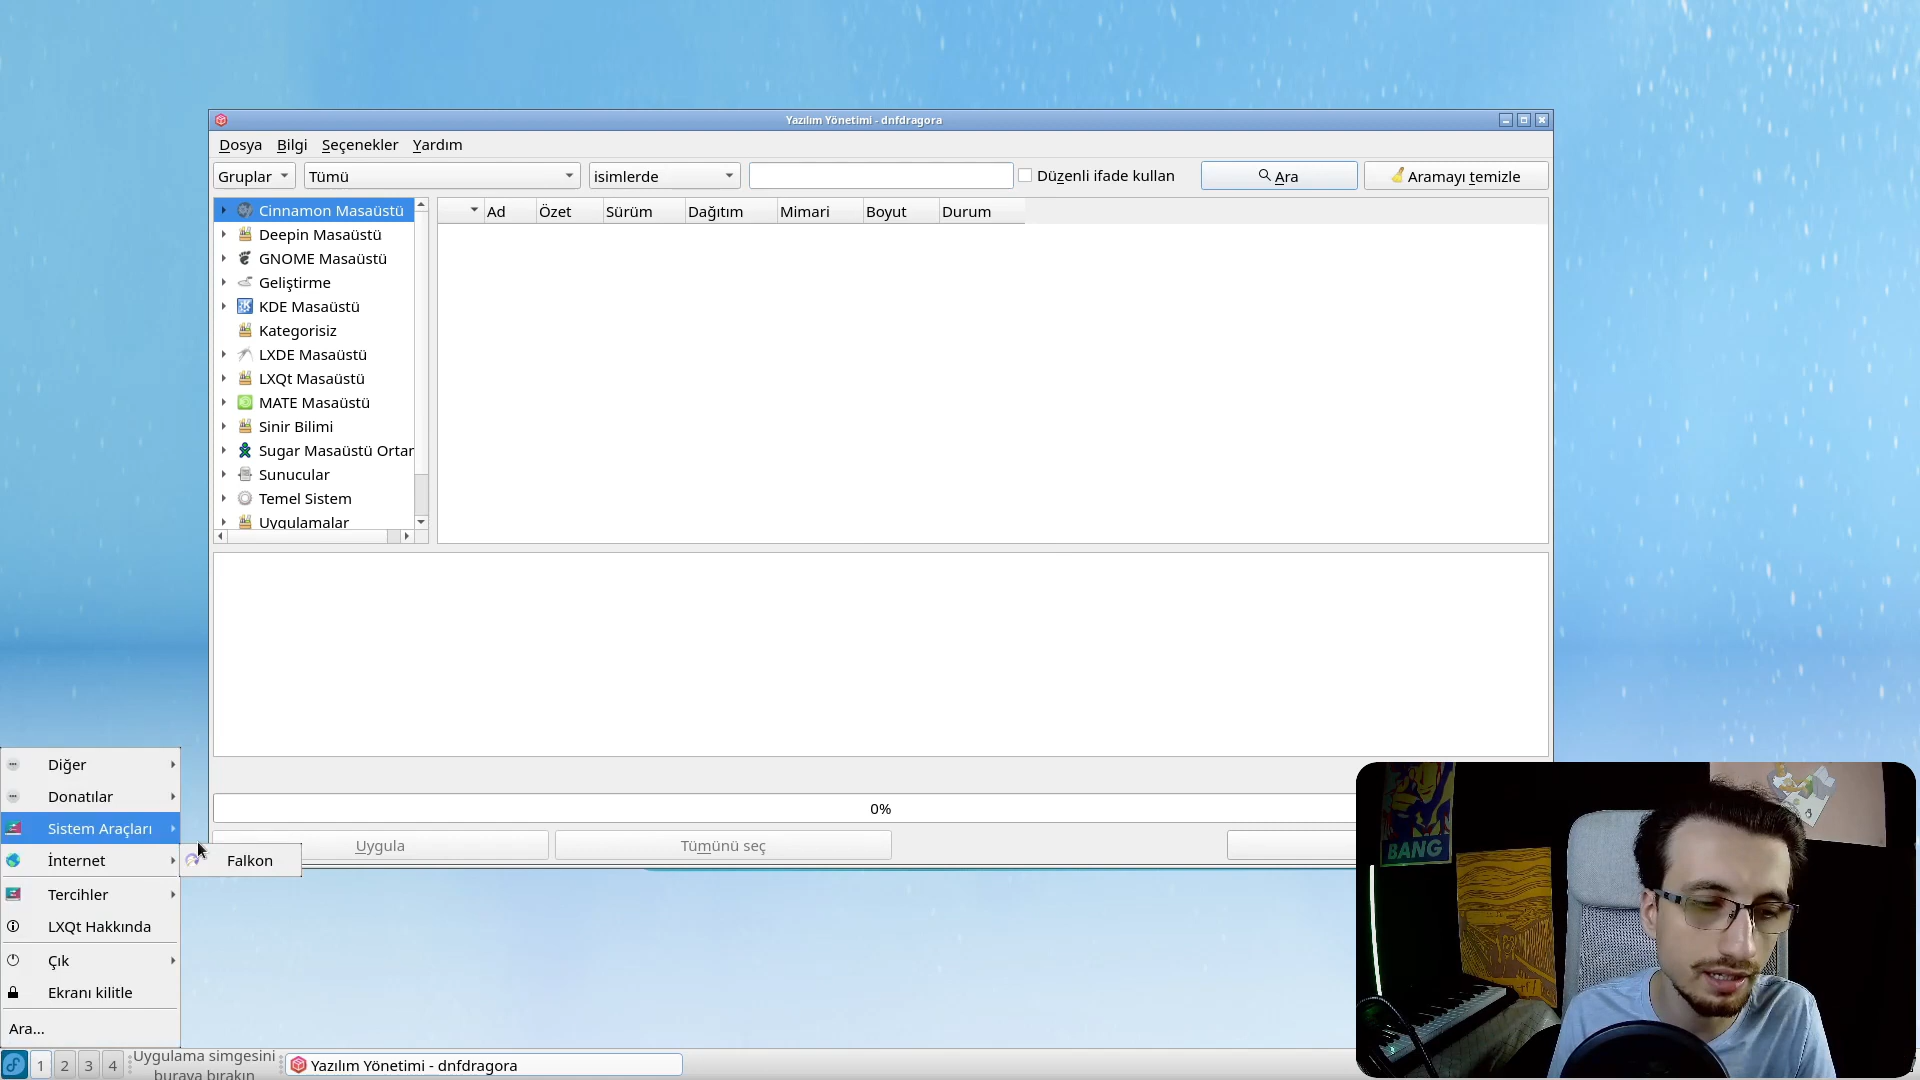 Yazılım Yönetimi - dnfdragora
Dosya Bilgi Seçenekler Yardım
Gruplar Tümü isimlerde Düzenli ifade kullan Ara Aramayı temizle
Ad Özet Sürüm Dağıtım Mimari Boyut Durum
Cinnamon Masaüstü
Deepin Masaüstü
GNOME Masaüstü
Geliştirme
KDE Masaüstü
Kategorisiz
LXDE Masaüstü
LXQt Masaüstü
MATE Masaüstü
Sinir Bilimi
Sugar Masaüstü Ortar
Sunucular
Temel Sistem
Uygulamalar
0%
Uygula Tümünü seç
Diğer
Donatılar
Sistem Araçları
İnternet
Falkon
Tercihler
LXQt Hakkında
Çık
Ekranı kilitle
Ara...
1 2 3 4
Uygulama simgesini
buraya bırakın
Yazılım Yönetimi - dnfdragora
BANG